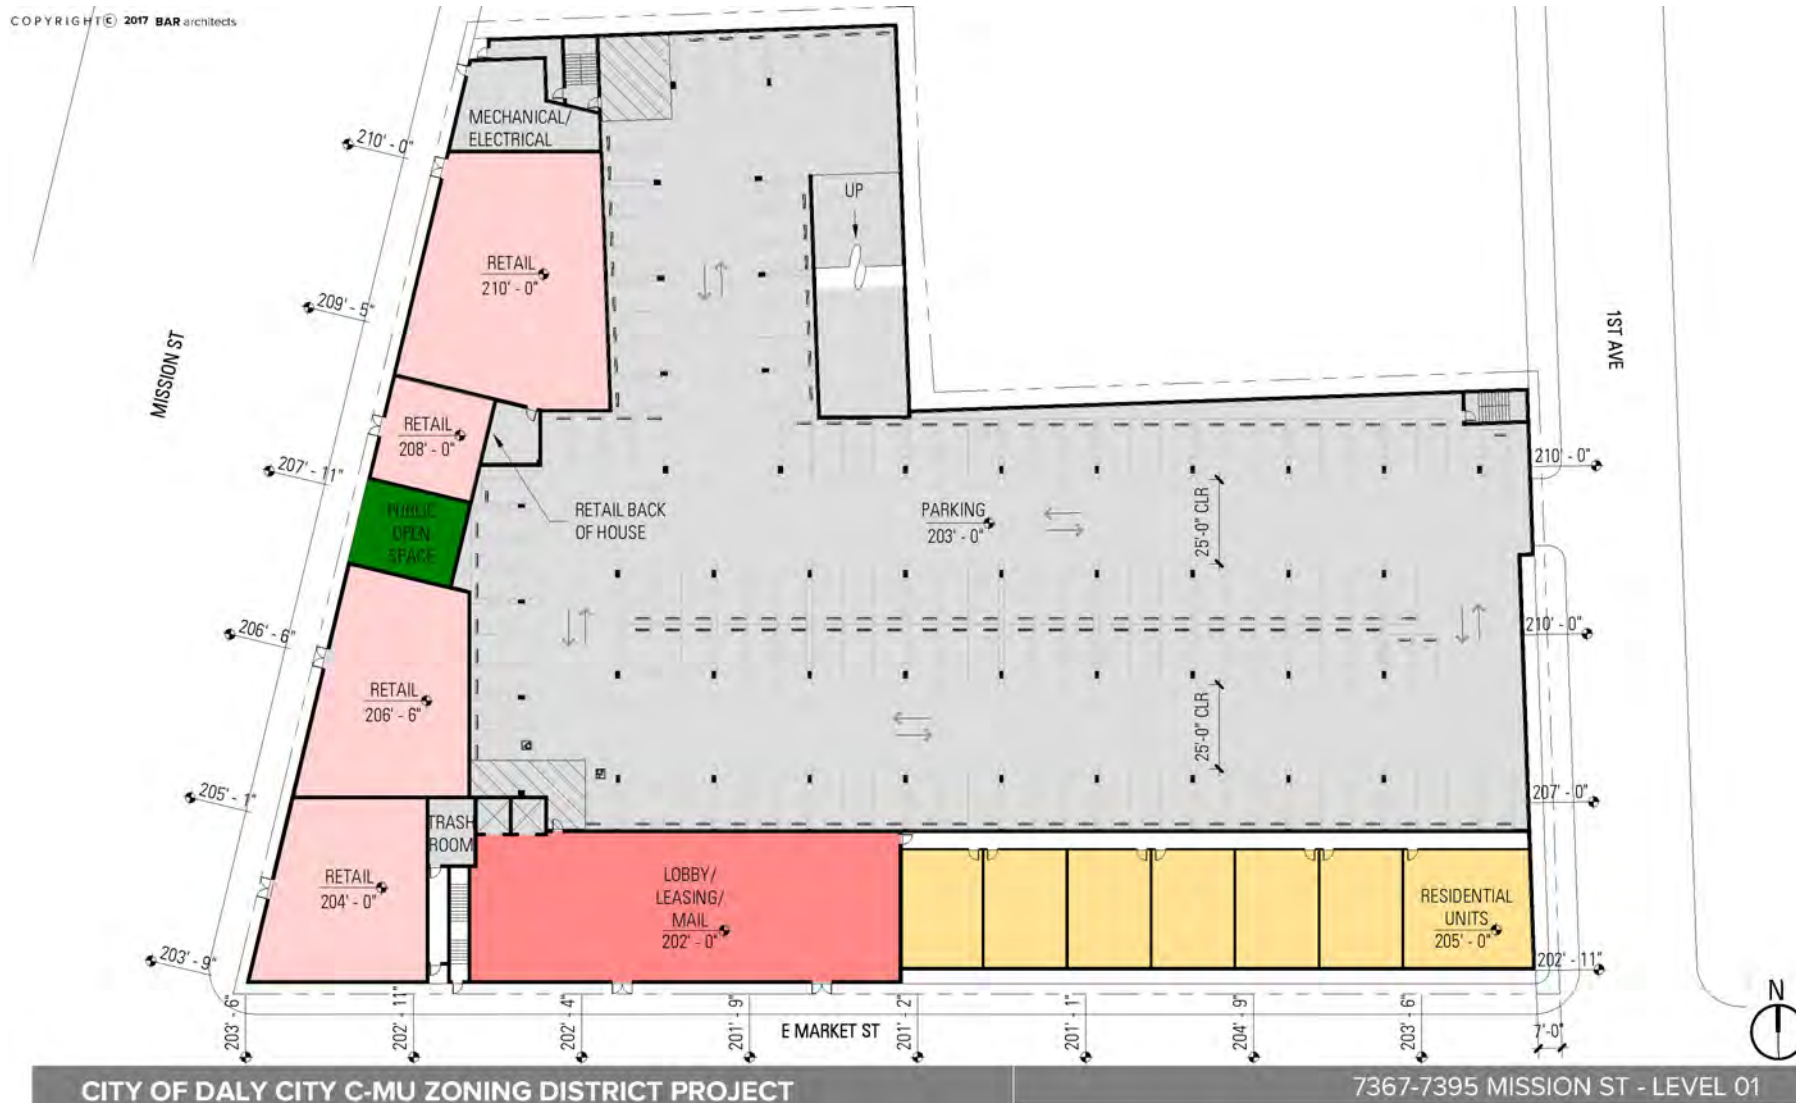 COPYRIGHT © 2017 BAR architects
MECHANICAL/
ELECTRICAL
210' - 0"
UP
RETAIL
210' - 0"
209' - 5"
MISSION ST
1ST AVE
RETAIL
208' - 0"
207' - 11"
210' - 0"
PUBLIC
OPEN
SPACE
RETAIL BACK
OF HOUSE
PARKING
203' - 0"
25'-0" CLR
206' - 6"
210' - 0"
RETAIL
206' - 6"
25'-0" CLR
205' - 1"
207' - 0"
TRASH
ROOM
RETAIL
204' - 0"
LOBBY/
LEASING/
MAIL
202' - 0"
RESIDENTIAL
UNITS
205' - 0"
203' - 9"
202' - 11"
203' - 6"
202' - 11"
202' - 4"
201' - 9"
E MARKET ST
201' - 2"
201' - 1"
204' - 9"
203' - 6"
7'-0"
N
CITY OF DALY CITY C-MU ZONING DISTRICT PROJECT
7367-7395 MISSION ST - LEVEL 01